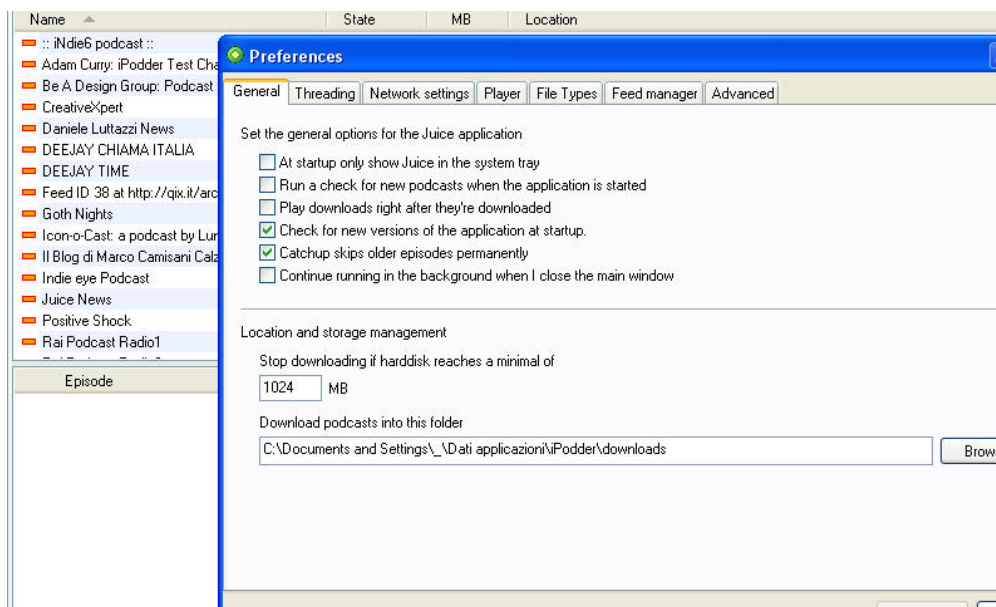 Name State MB Location
:: iNdie6 podcast ::
Adam Curry: iPodder Test Cha
Be A Design Group: Podcast
CreativeXpert
Daniele Luttazzi News
DEEJAY CHIAMA ITALIA
DEEJAY TIME
Feed ID 38 at http://qix.it/arc
Goth Nights
Icon-o-Cast: a podcast by Lur
Il Blog di Marco Camisani Calz
Indie eye Podcast
Juice News
Positive Shock
Rai Podcast Radio1
Episode
Preferences
General Threading Network settings Player File Types Feed manager Advanced
Set the general options for the Juice application
At startup only show Juice in the system tray
Run a check for new podcasts when the application is started
Play downloads right after they're downloaded
Check for new versions of the application at startup.
Catchup skips older episodes permanently
Continue running in the background when I close the main window
Location and storage management
Stop downloading if harddisk reaches a minimal of
1024 MB
Download podcasts into this folder
C:\Documents and Settings\_\Dati applicazioni\iPodder\downloads
Brow